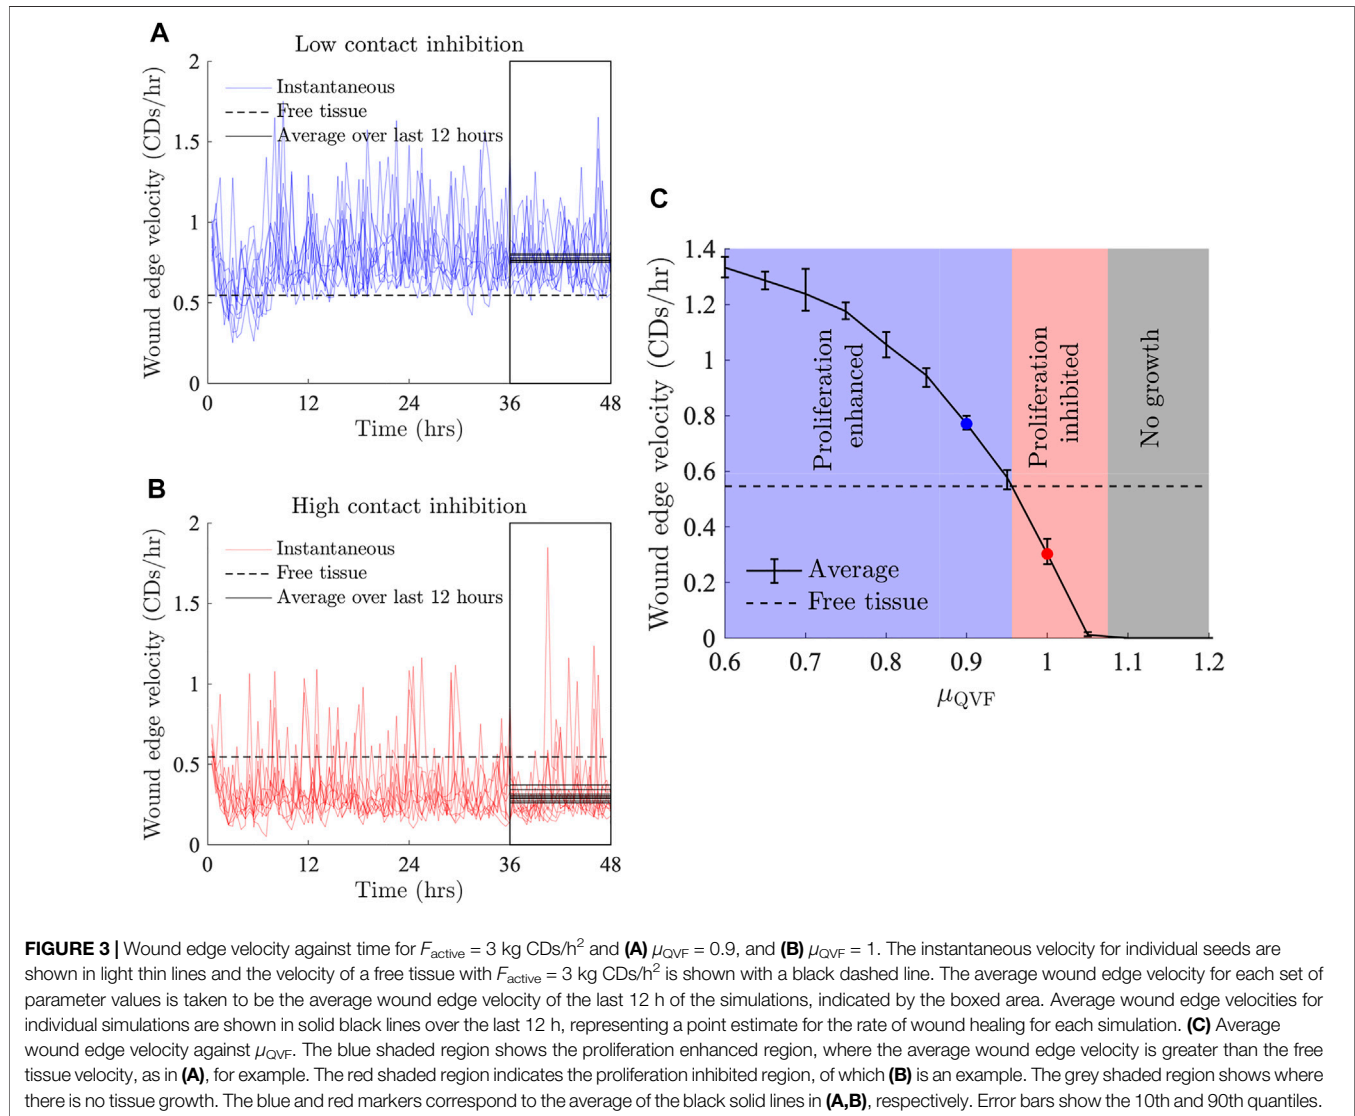 A
Low contact inhibition
Wound edge velocity (CDs/hr)
2
1.5
1
0.5
0
Instantaneous
Free tissue
Average over last 12 hours
0 12 24 36 48
Time (hrs)
B
High contact inhibition
Wound edge velocity (CDs/hr)
2
1.5
1
0.5
0
Instantaneous
Free tissue
Average over last 12 hours
0 12 24 36 48
Time (hrs)
C
Wound edge velocity (CDs/hr)
1.4
1.2
1
0.8
0.6
0.4
0.2
0
Proliferation
enhanced
Proliferation
inhibited
No growth
Average
Free tissue
0.6 0.7 0.8 0.9 1 1.1 1.2
μQVF
FIGURE 3 | Wound edge velocity against time for Factive = 3 kg CDs/h² and (A) μQVF = 0.9, and (B) μQVF = 1. The instantaneous velocity for individual seeds are
shown in light thin lines and the velocity of a free tissue with Factive = 3 kg CDs/h² is shown with a black dashed line. The average wound edge velocity for each set of
parameter values is taken to be the average wound edge velocity of the last 12 h of the simulations, indicated by the boxed area. Average wound edge velocities for
individual simulations are shown in solid black lines over the last 12 h, representing a point estimate for the rate of wound healing for each simulation. (C) Average
wound edge velocity against μQVF. The blue shaded region shows the proliferation enhanced region, where the average wound edge velocity is greater than the free
tissue velocity, as in (A), for example. The red shaded region indicates the proliferation inhibited region, of which (B) is an example. The grey shaded region shows where
there is no tissue growth. The blue and red markers correspond to the average of the black solid lines in (A,B), respectively. Error bars show the 10th and 90th quantiles.